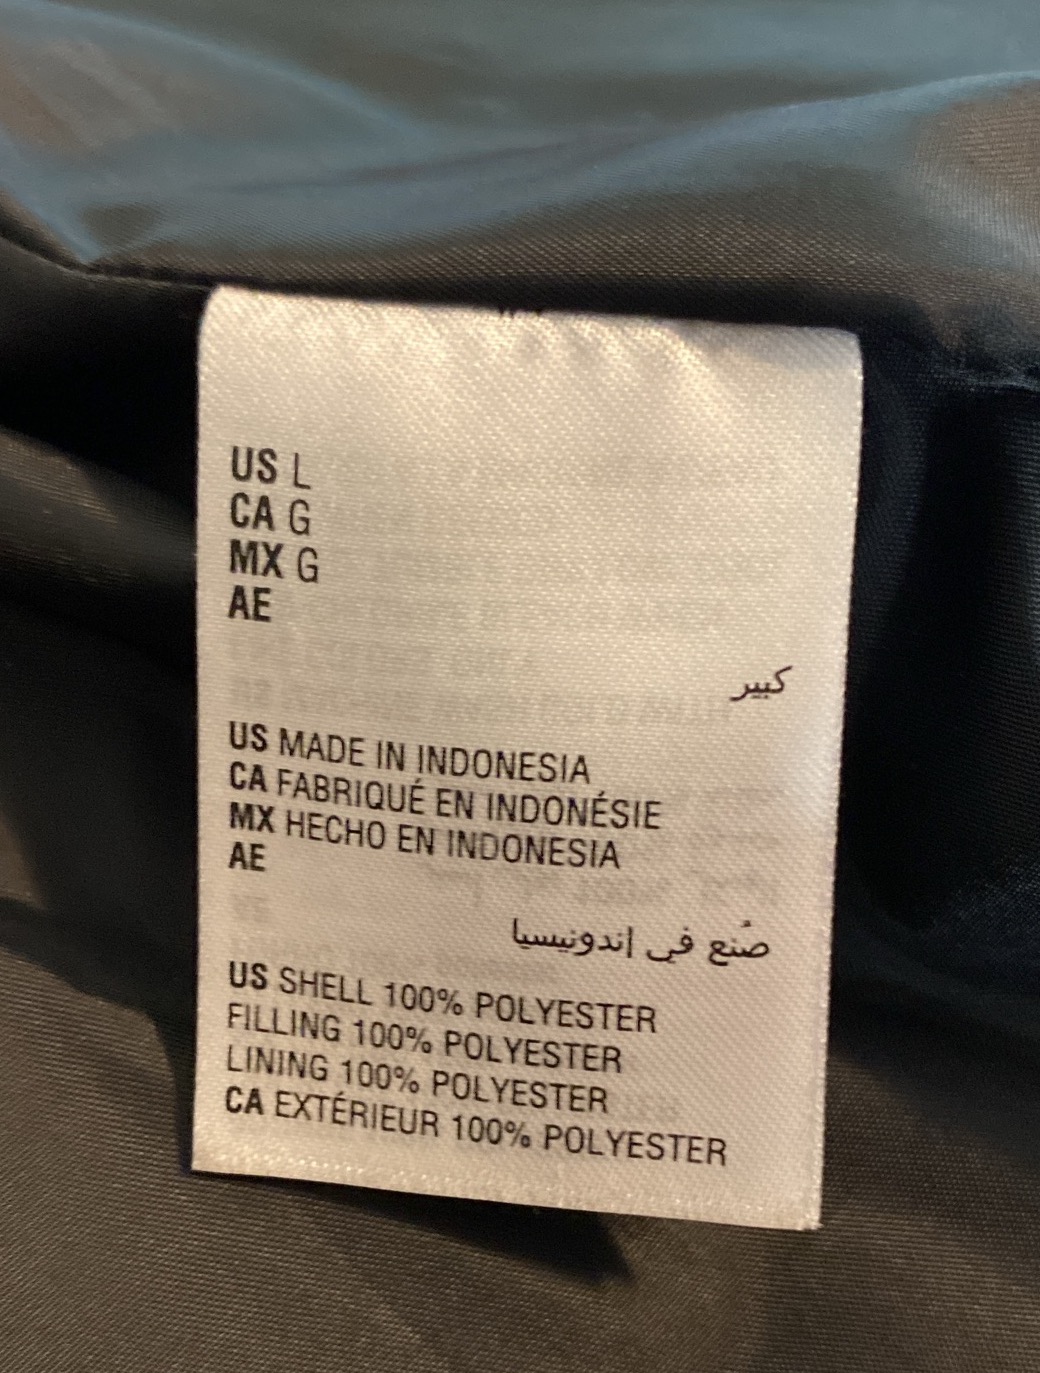 US L
CA G
MX G
AE
كبير
US MADE IN INDONESIA
CA FABRIQUÉ EN INDONÉSIE
MX HECHO EN INDONESIA
AE
صُنع في إندونيسيا
US SHELL 100% POLYESTER
FILLING 100% POLYESTER
LINING 100% POLYESTER
CA EXTÉRIEUR 100% POLYESTER